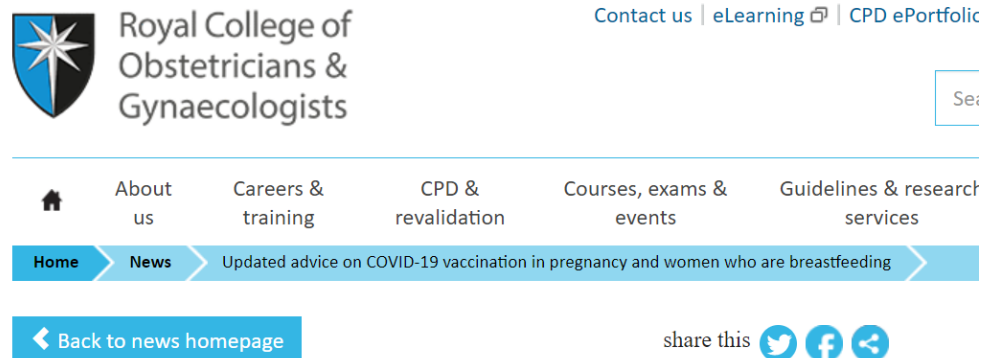 Royal College of
Obstetricians &
Gynaecologists
Contact us | eLearning | CPD ePortfolio
About
us
Careers &
training
CPD &
revalidation
Courses, exams &
events
Guidelines & research
services
Home
News
Updated advice on COVID-19 vaccination in pregnancy and women who are breastfeeding
Back to news homepage
share this